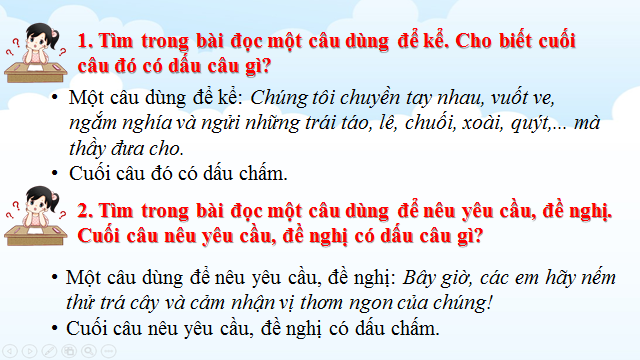 1. Tìm trong bài đọc một câu dùng để kể. Cho biết cuối
câu đó có dấu câu gì?
• Một câu dùng để kể: Chúng tôi chuyền tay nhau, vuốt ve,
ngắm nghía và ngửi những trái táo, lê, chuối, xoài, quýt,... mà
thầy đưa cho.
• Cuối câu đó có dấu chấm.
2. Tìm trong bài đọc một câu dùng để nêu yêu cầu, đề nghị.
Cuối câu nêu yêu cầu, đề nghị có dấu câu gì?
• Một câu dùng để nêu yêu cầu, đề nghị: Bây giờ, các em hãy nếm
thử trá cây và cảm nhận vị thơm ngon của chúng!
• Cuối câu nêu yêu cầu, đề nghị có dấu chấm.